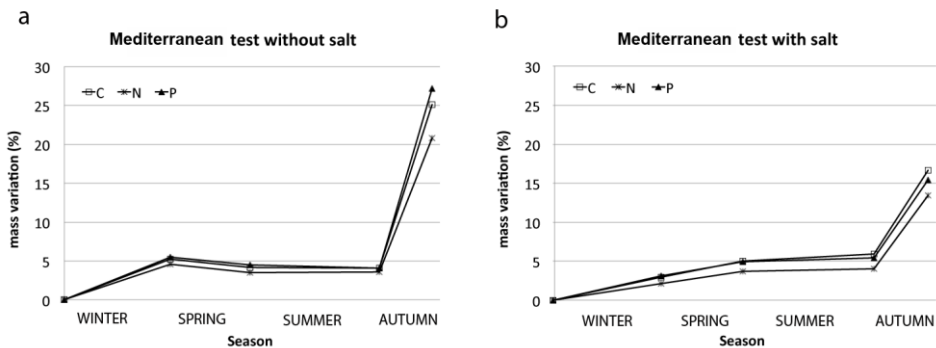 a
Mediterranean test without salt
C N P
mass variation (%)
30
25
20
15
10
5
0
WINTER SPRING SUMMER AUTUMN
Season
b
Mediterranean test with salt
C N P
mass variation (%)
30
25
20
15
10
5
0
WINTER SPRING SUMMER AUTUMN
Season